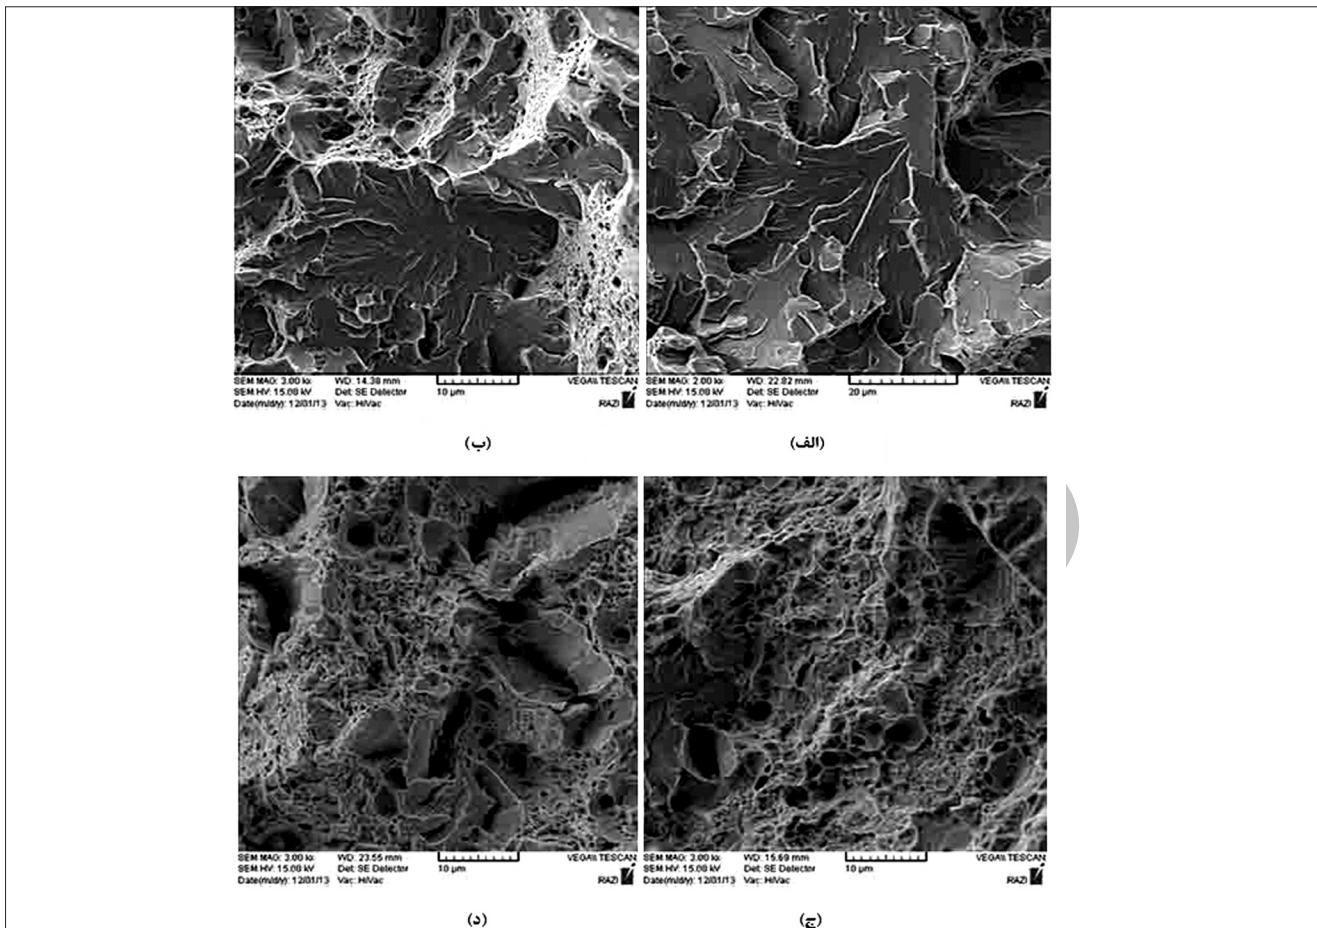 SEM MAG: 3.00 kx WD: 14.38 mm
SEM HV: 15.00 kV Det: SE Detector 10 µm VEGA\\ TESCAN
Date(m/d/y): 12/01/13 Vac: HiVac RAZI
SEM MAG: 2.00 kx WD: 22.82 mm
SEM HV: 15.00 kV Det: SE Detector 20 µm VEGA\\ TESCAN
Date(m/d/y): 12/01/13 Vac: HiVac RAZI
(الف) (ب)
SEM MAG: 3.00 kx WD: 23.55 mm
SEM HV: 15.00 kV Det: SE Detector 10 µm VEGA\\ TESCAN
Date(m/d/y): 12/01/13 Vac: HiVac RAZI
SEM MAG: 3.00 kx WD: 15.69 mm
SEM HV: 15.00 kV Det: SE Detector 10 µm VEGA\\ TESCAN
Date(m/d/y): 12/01/13 Vac: HiVac RAZI
(ج) (د)